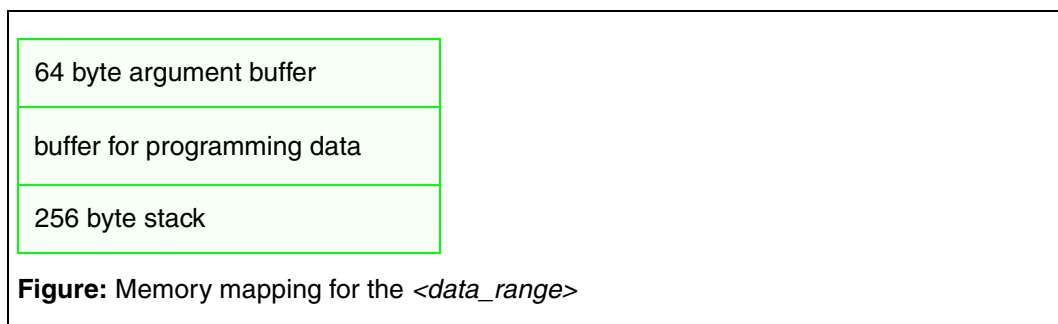 64 byte argument buffer
buffer for programming data
256 byte stack
Figure: Memory mapping for the <data_range>